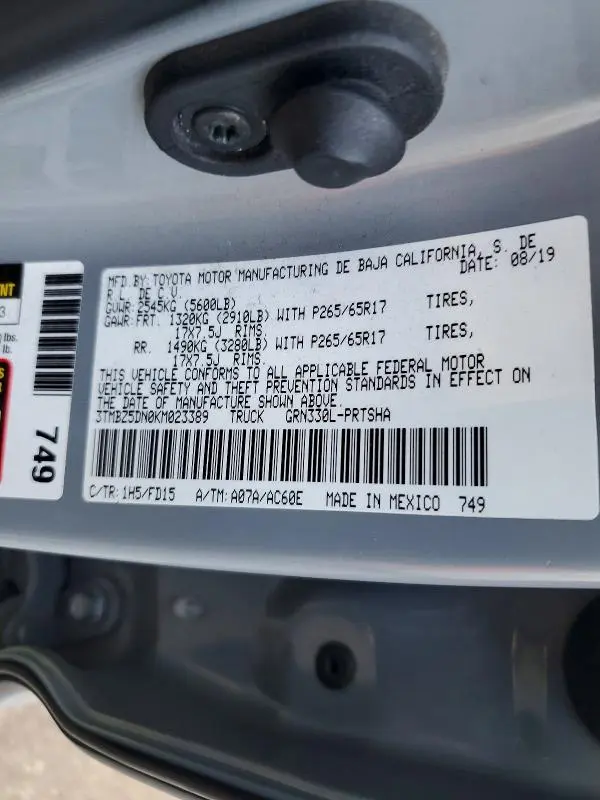 MFD.BY:TOYOTA MOTOR MANUFACTURING DE BAJA CALIFORNIA, S. DE
R.L. DE C.V. DATE: 08/19
GVWR:2545KG (5600LB)
GAWR:FRT. 1320KG (2910LB) WITH P265/65R17 TIRES,
17X7.5J RIMS.
RR. 1490KG (3280LB) WITH P265/65R17 TIRES,
17X7.5J RIMS.
THIS VEHICLE CONFORMS TO ALL APPLICABLE FEDERAL MOTOR
VEHICLE SAFETY AND THEFT PREVENTION STANDARDS IN EFFECT ON
THE DATE OF MANUFACTURE SHOWN ABOVE.
3TMBZ5DN0KM023389 TRUCK GRN330L-PRTSHA
C/TR: 1H5/FD15 A/TM: A07A/AC60E MADE IN MEXICO 749
749
lbs.
lb.